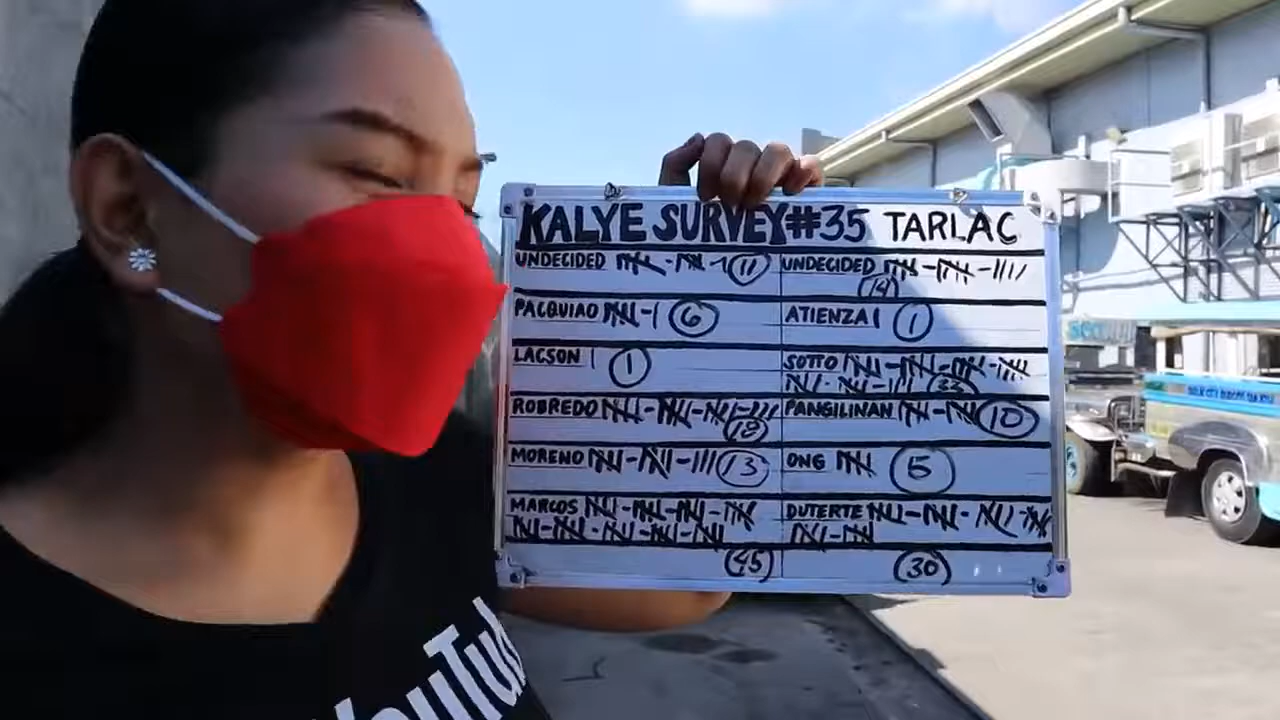 KALYE SURVEY #35 TARLAC
UNDECIDED 11
UNDECIDED 14
PACQUIAO 6
ATIENZA 1
LACSON 1
SOTTO 33
ROBREDO 18
PANGILINAN 10
MORENO 13
ONG 5
MARCOS 45
DUTERTE 30
YouTub